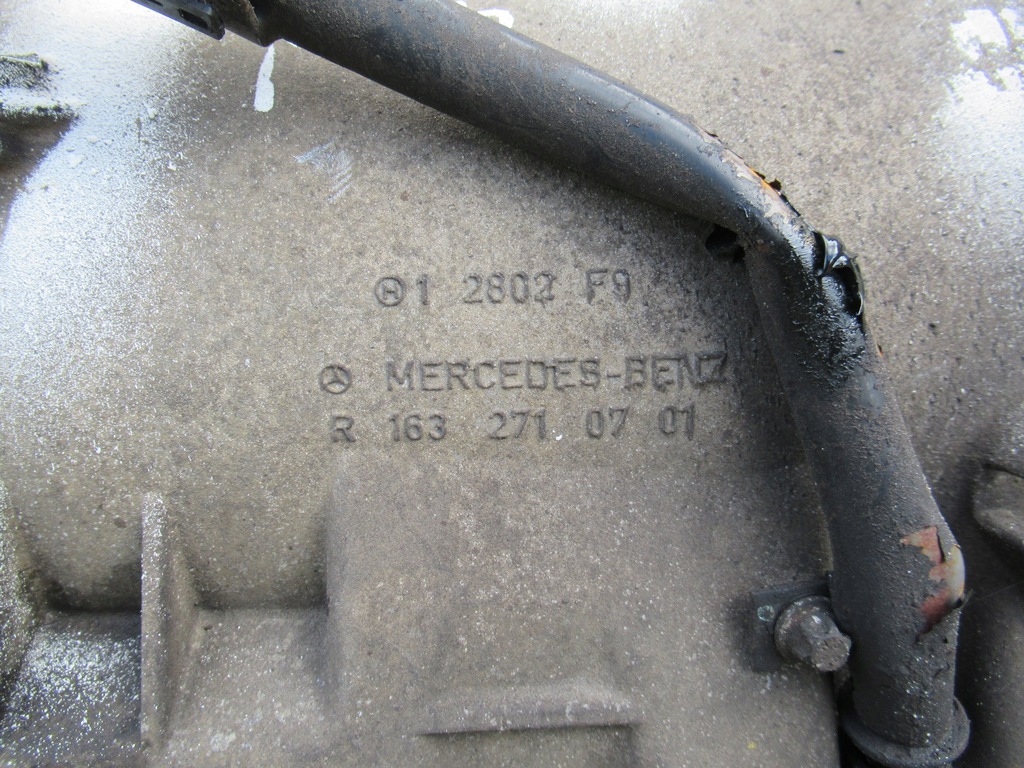 1 2802 F9
MERCEDES-BENZ
R 163 271 07 01